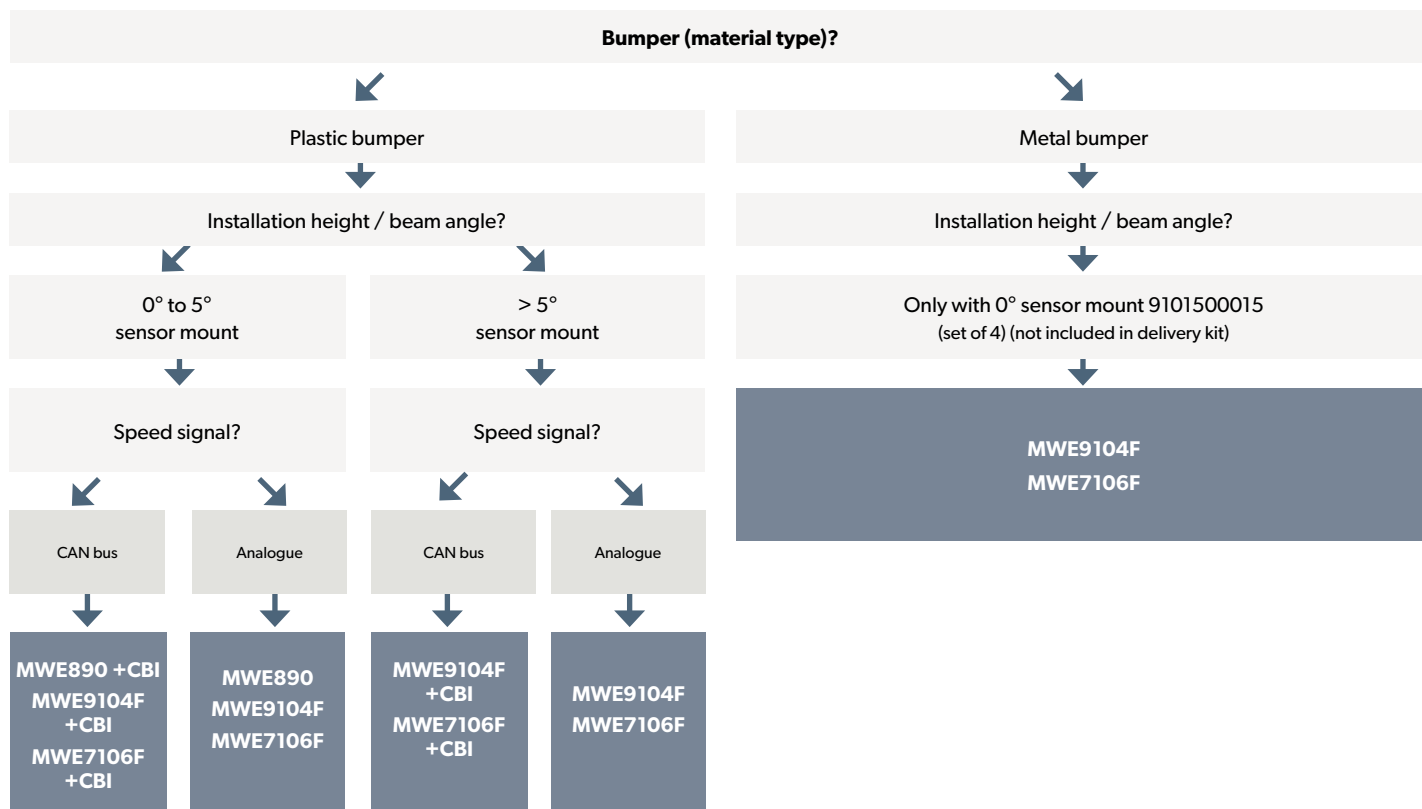 Bumper (material type)?
Plastic bumper
Metal bumper
Installation height / beam angle?
Installation height / beam angle?
0° to 5°
sensor mount
> 5°
sensor mount
Only with 0° sensor mount 9101500015
(set of 4) (not included in delivery kit)
Speed signal?
Speed signal?
MWE9104F
MWE7106F
CAN bus
Analogue
CAN bus
Analogue
MWE890 +CBI
MWE9104F
+CBI
MWE7106F
+CBI
MWE890
MWE9104F
MWE7106F
MWE9104F
+CBI
MWE7106F
+CBI
MWE9104F
MWE7106F